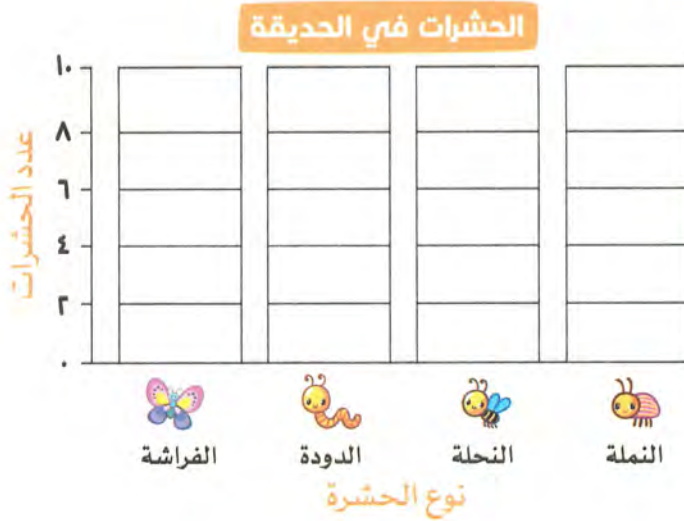 الحشرات في الحديقة
عدد الحشرات
١٠
٨
٦
٤
٢
٠
النملة النحلة الدودة الفراشة
نوع الحشرة